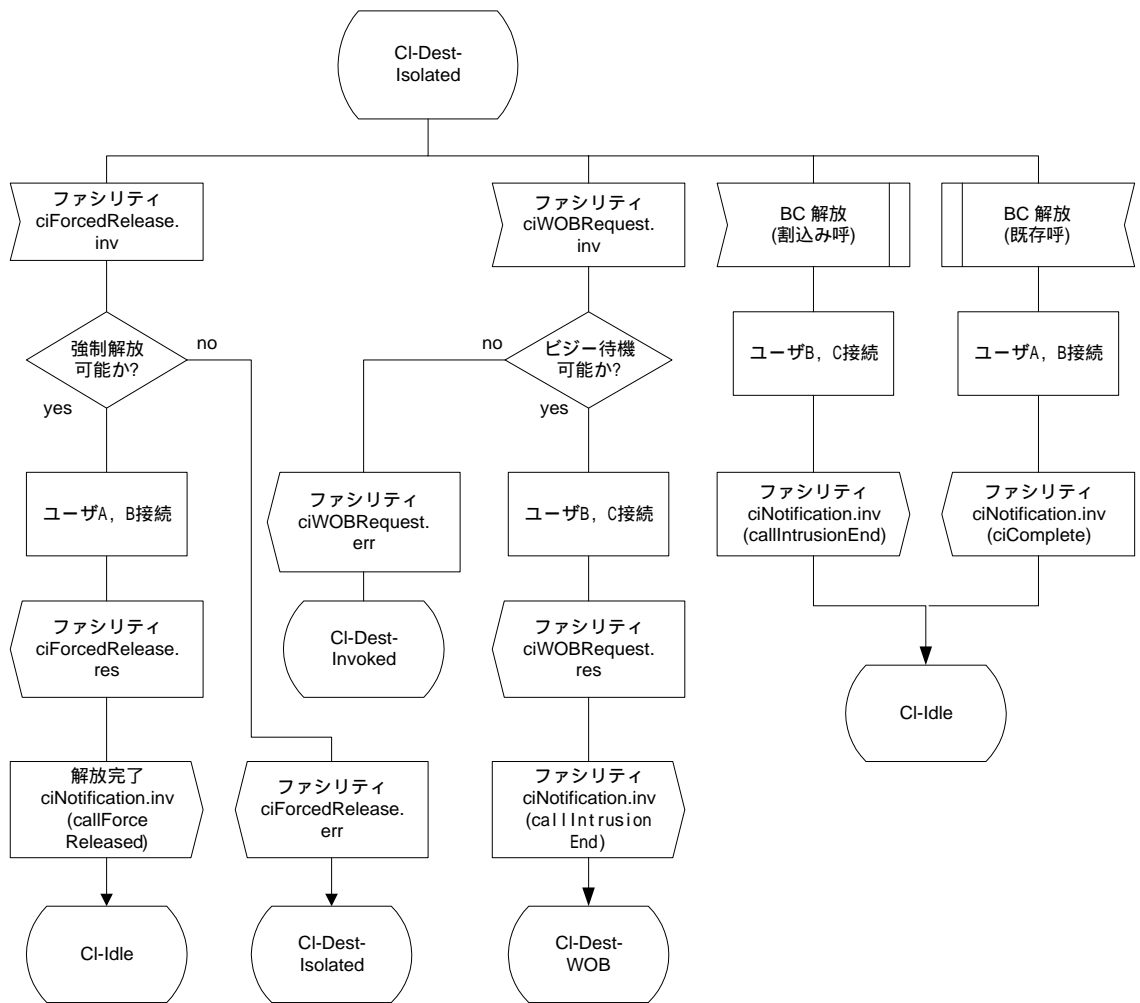 CI-Dest-
Isolated
ファシリティ
ciForcedRelease.
inv
ファシリティ
ciWOBRequest.
inv
BC 解放
(割込み呼)
BC 解放
(既存呼)
強制解放
可能か?
no
yes
no
ビジー待機
可能か?
yes
ユーザB, C接続
ユーザA, B接続
ユーザA, B接続
ファシリティ
ciWOBRequest.
err
ユーザB, C接続
ファシリティ
ciNotification.inv
(callIntrusionEnd)
ファシリティ
ciNotification.inv
(ciComplete)
ファシリティ
ciForcedRelease.
res
CI-Dest-
Invoked
ファシリティ
ciWOBRequest.
res
CI-Idle
解放完了
ciNotification.inv
(callForce
Released)
ファシリティ
ciForcedRelease.
err
ファシリティ
ciNotification.inv
(callIntrusion
End)
CI-Idle
CI-Dest-
Isolated
CI-Dest-
WOB